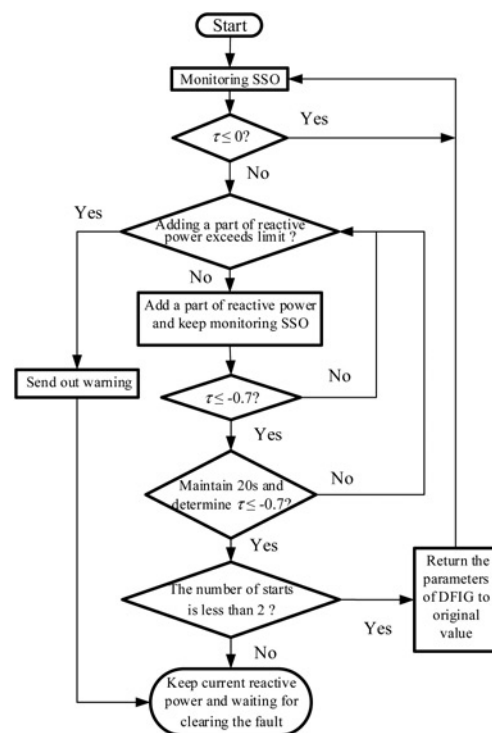 Start
Monitoring SSO
τ≤ 0?
Yes
No
Adding a part of reactive
power exceeds limit ?
Yes
No
Add a part of reactive power
and keep monitoring SSO
Send out warning
τ≤ -0.7?
No
Yes
Maintain 20s and
determine τ≤ -0.7?
No
Yes
The number of starts
is less than 2 ?
Yes
Return the
parameters
of DFIG to
original
value
No
Keep current reactive
power and waiting for
clearing the fault